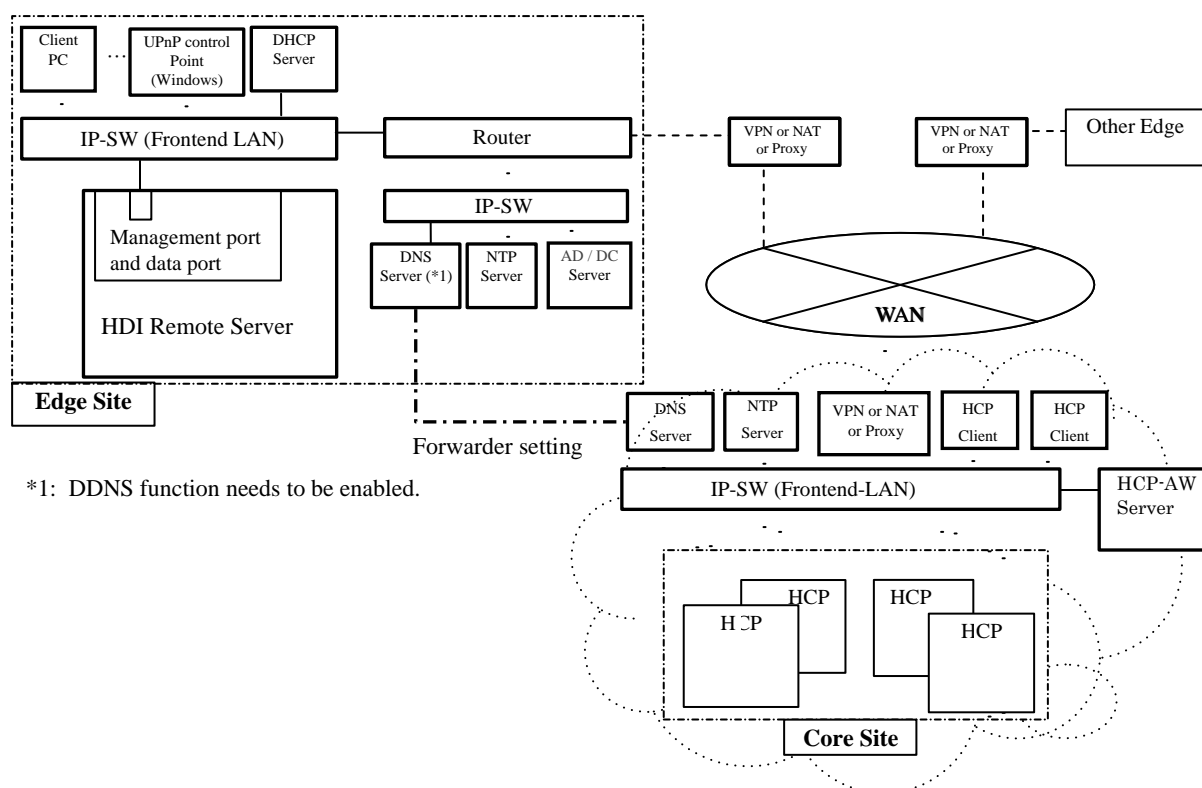 Client
PC
...
UPnP control
Point
(Windows)
DHCP
Server
IP-SW (Frontend LAN)
Router
VPN or NAT
or Proxy
VPN or NAT
or Proxy
Other Edge
Management port
and data port
HDI Remote Server
IP-SW
DNS
Server (*1)
NTP
Server
AD / DC
Server
WAN
Edge Site
Forwarder setting
*1: DDNS function needs to be enabled.
DNS
Server
NTP
Server
VPN or NAT
or Proxy
HCP
Client
HCP
Client
IP-SW (Frontend-LAN)
HCP-AW
Server
HCP
HCP
HCP
HCP
Core Site